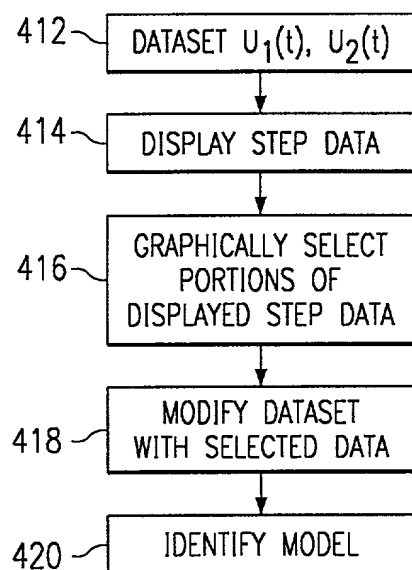 412 DATASET U1(t), U2(t)
414 DISPLAY STEP DATA
416 GRAPHICALLY SELECT
PORTIONS OF
DISPLAYED STEP DATA
418 MODIFY DATASET
WITH SELECTED DATA
420 IDENTIFY MODEL